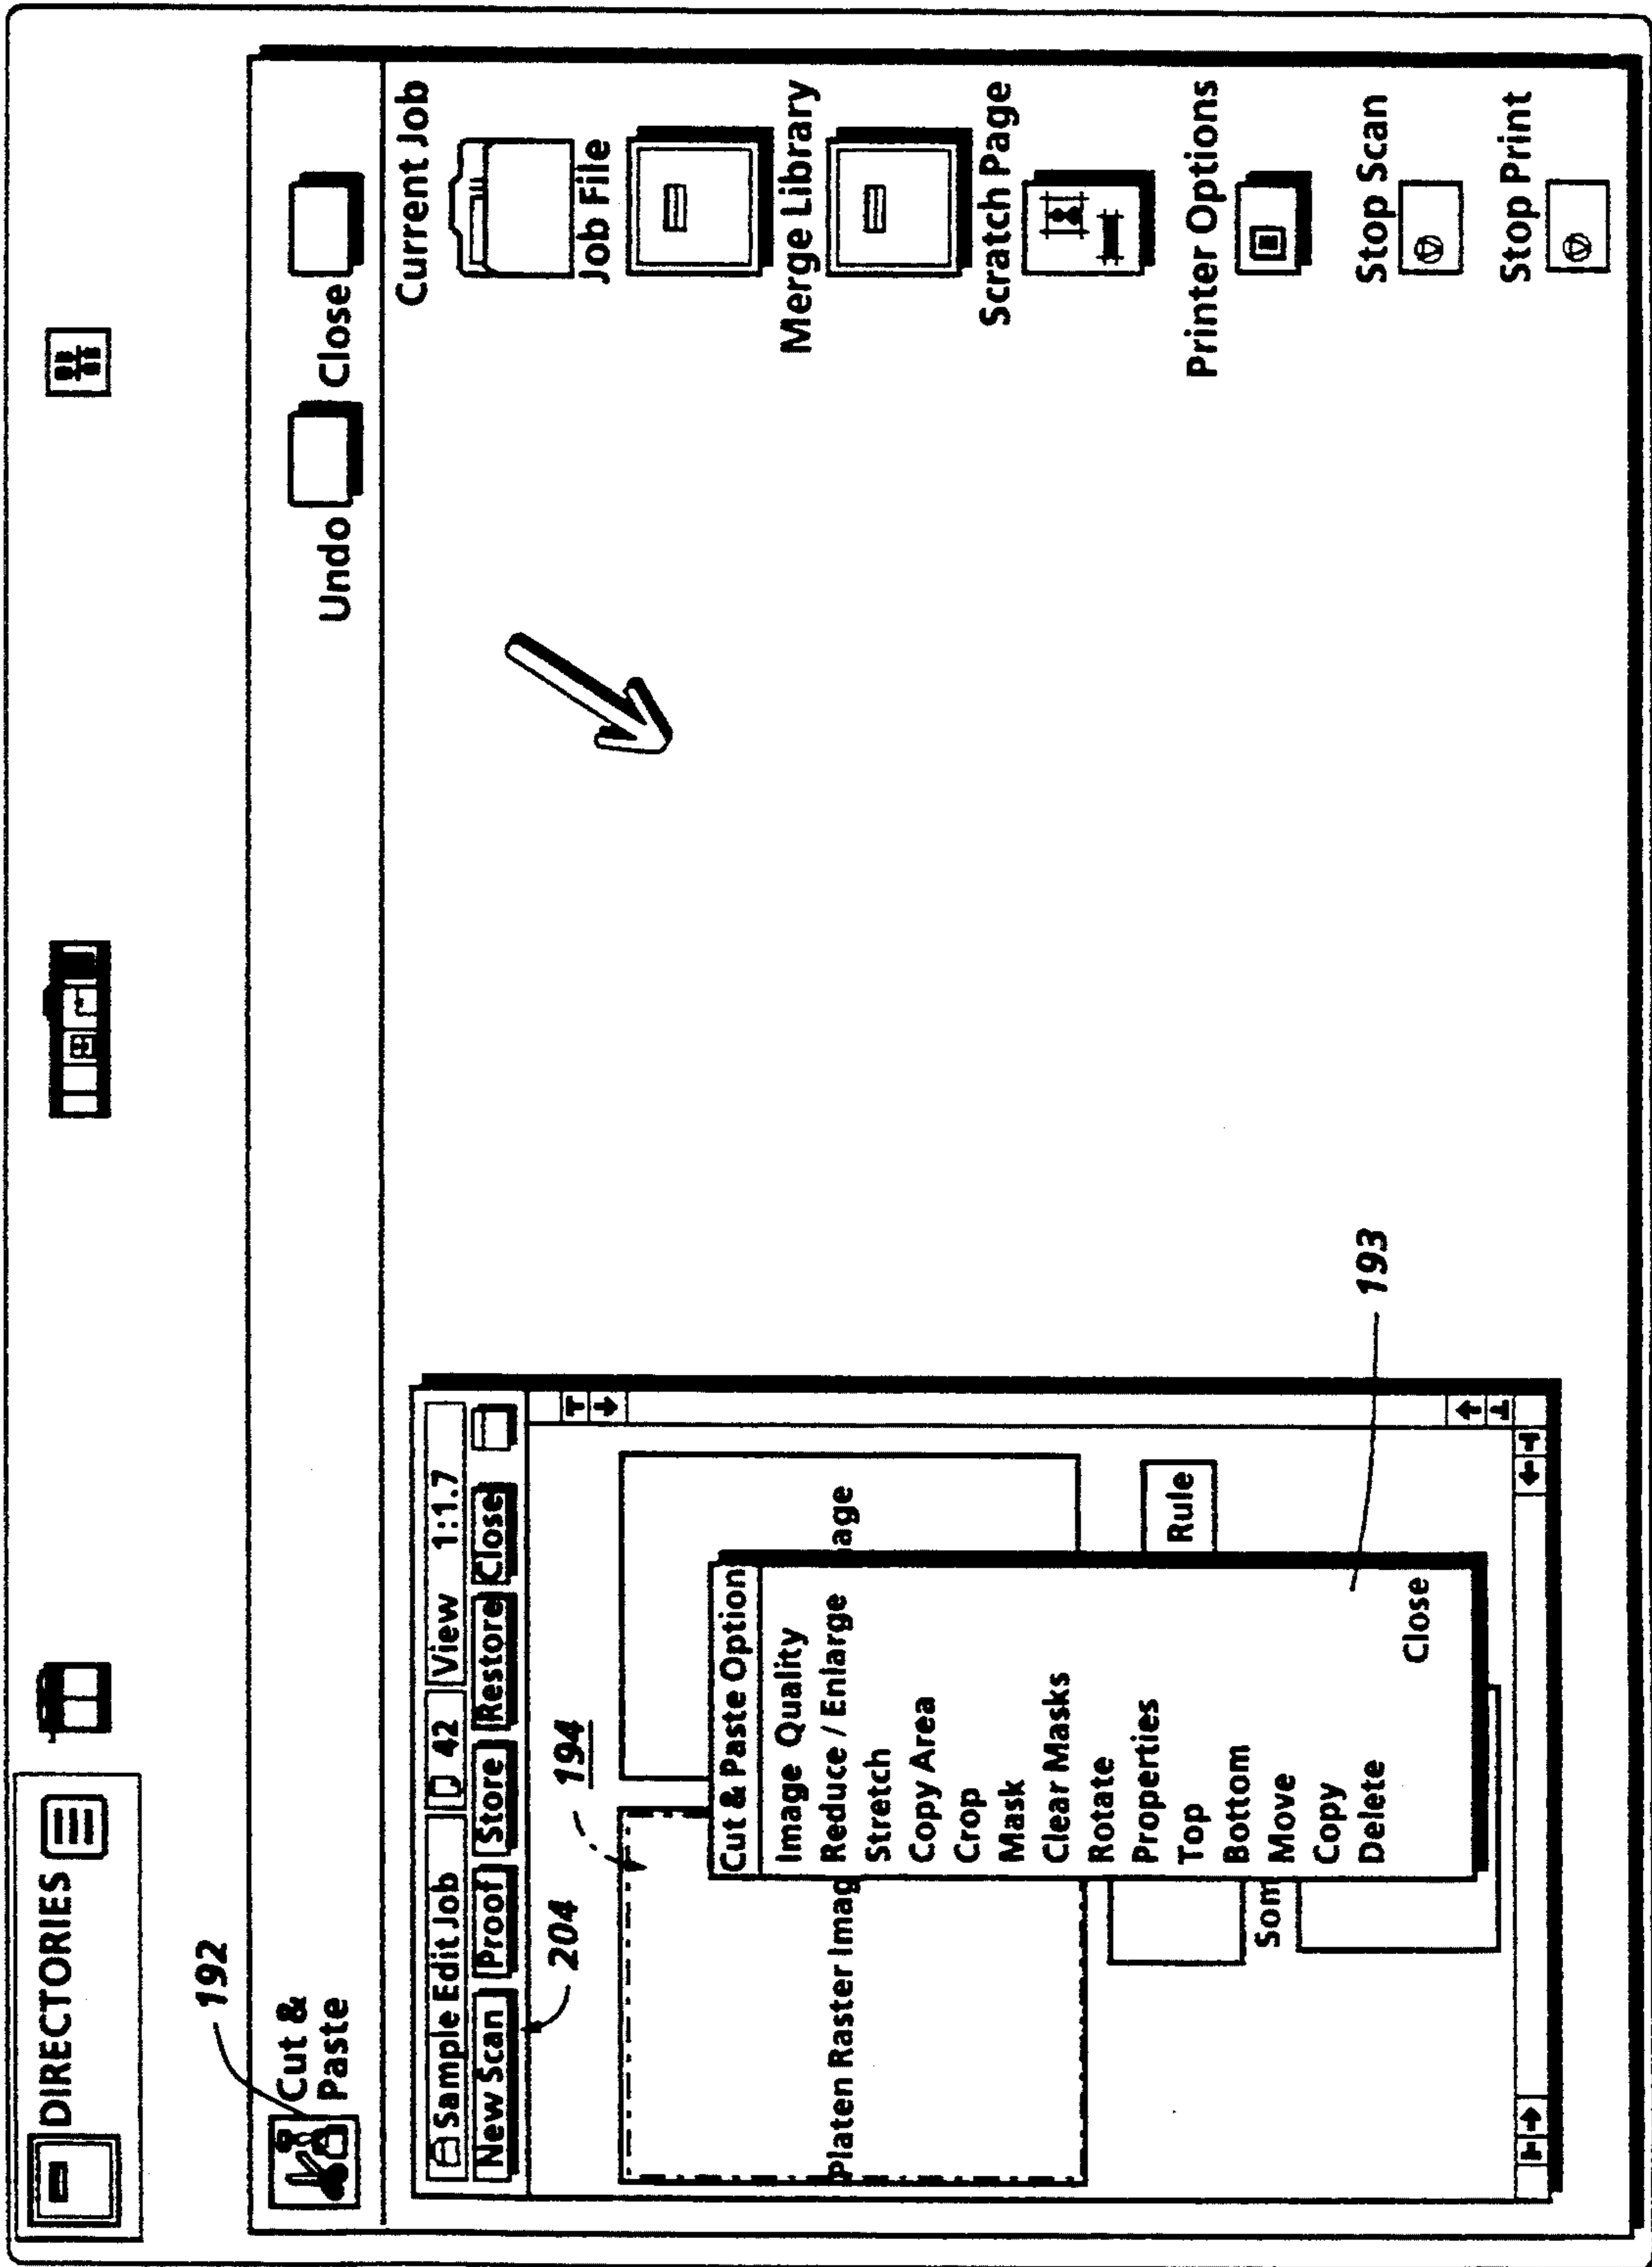 DIRECTORIES
192
Cut &
Paste
Undo
Close
Sample Edit Job
42
View 1:1.7
New Scan
Proof
Store
Restore
Close
204
194
Platen Raster Imag
age
Cut & Paste Option
Image Quality
Reduce / Enlarge
Stretch
Copy Area
Crop
Mask
Clear Masks
Rotate
Properties
Top
Bottom
Move
Copy
Delete
Close
Rule
Som
193
Current Job
Job File
Merge Library
Scratch Page
Printer Options
Stop Scan
Stop Print